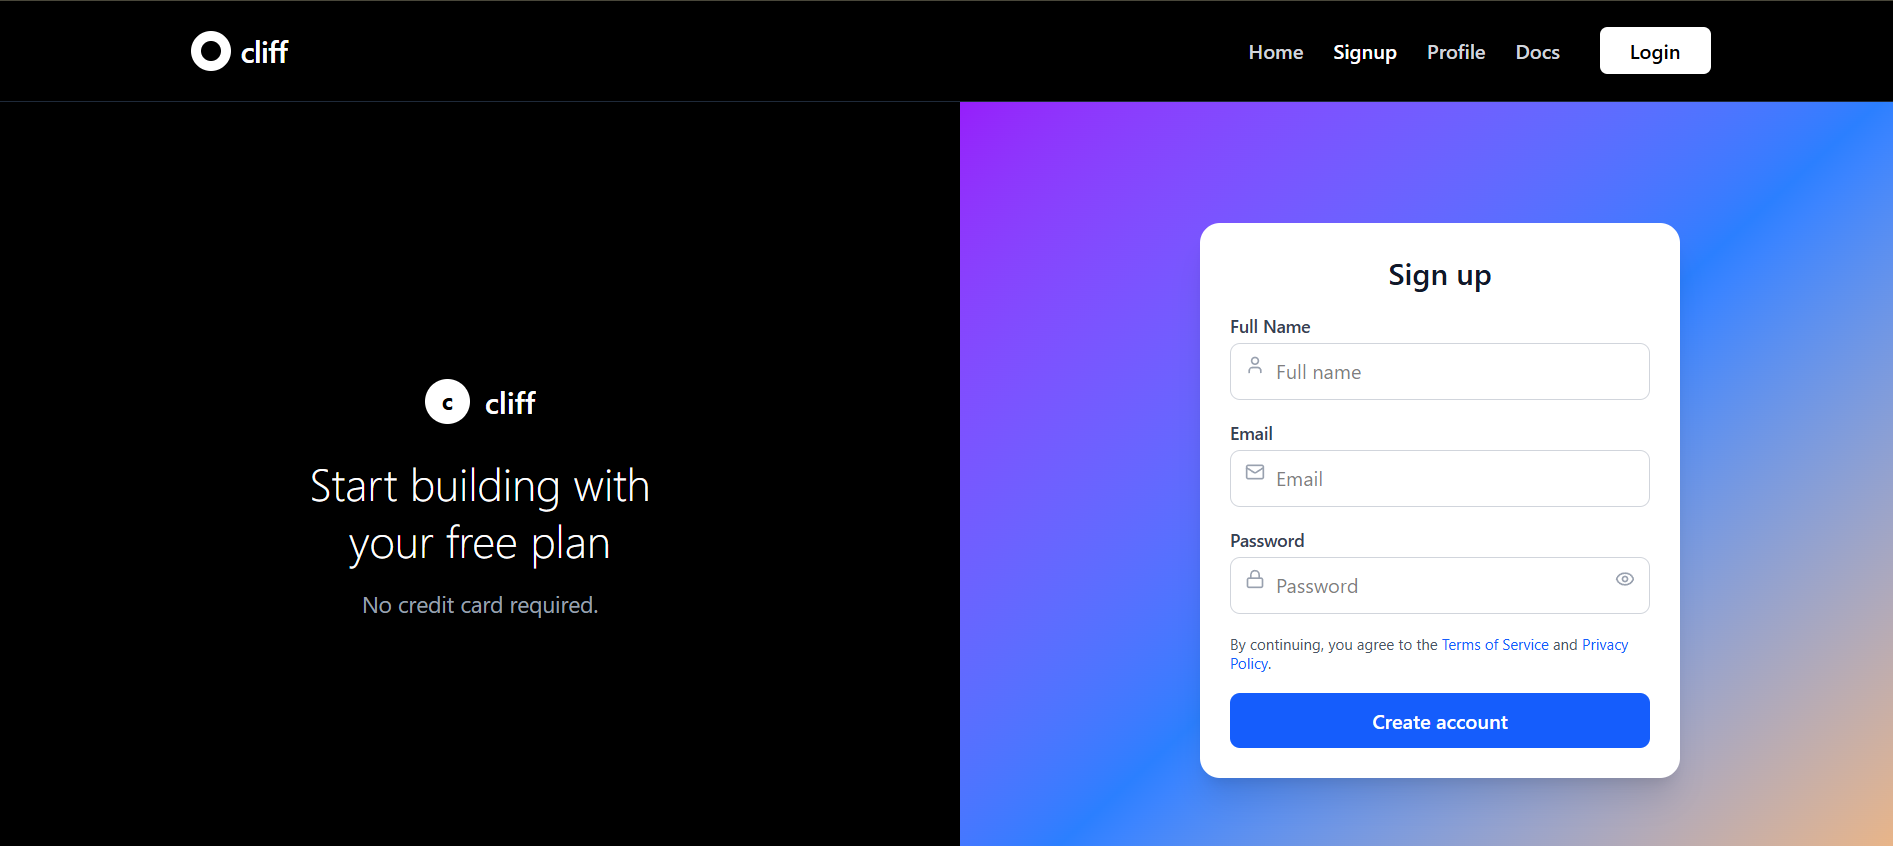 cliff
Home Signup Profile Docs Login
c cliff
Start building with
your free plan
No credit card required.
Sign up
Full Name
Full name
Email
Email
Password
Password
By continuing, you agree to the Terms of Service and Privacy
Policy.
Create account